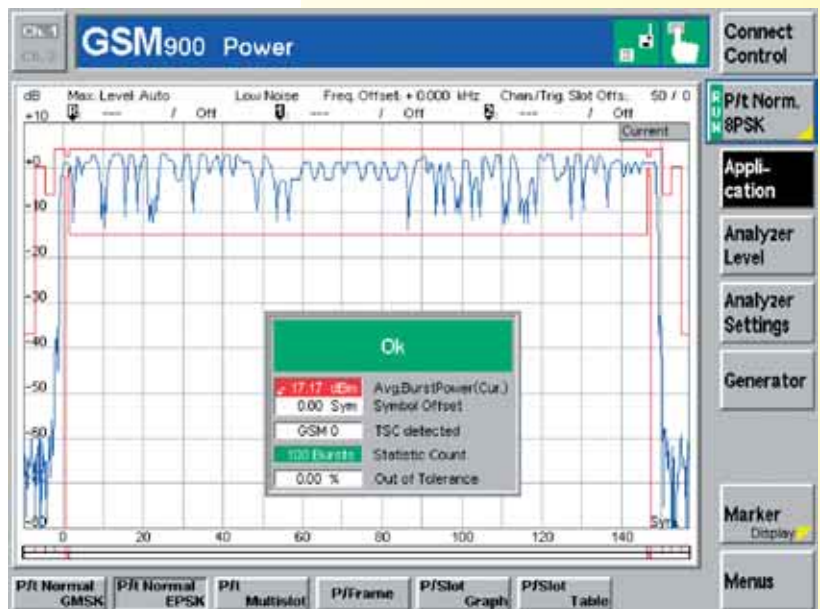 GSM900 Power
Connect Control
dB Max. Level Auto Low Noise Freq. Offset + 0.000 kHz Chan./Trig. Slot Offs.: 50 / 0
+10 --- / Off 1 --- / Off 2 --- / Off
Current
P/t Norm. 8PSK
RUN
+0
-10
-20
-30
-40
-50
-60
Appli-
cation
Analyzer
Level
Analyzer
Settings
Generator
Ok
17.17 dBm Avg.BurstPower(Cur.)
0.00 Sym Symbol Offset
GSM 0 TSC detected
100 Bursts Statistic Count
0.00 % Out of Tolerance
Sym
0 20 40 60 80 100 120 140
Marker
Display
P/t Normal GMSK
P/t Normal EPSK
P/t Multislot
P/Frame
P/Slot Graph
P/Slot Table
Menus